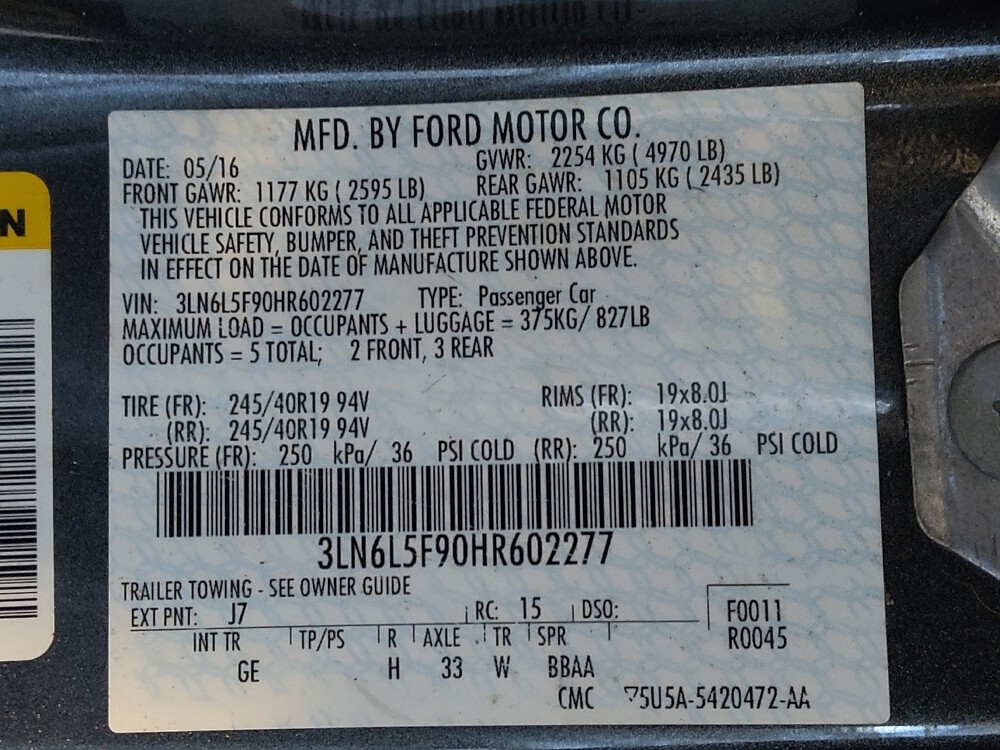 MFD. BY FORD MOTOR CO.
DATE: 05/16 GVWR: 2254 KG ( 4970 LB)
FRONT GAWR: 1177 KG ( 2595 LB) REAR GAWR: 1105 KG ( 2435 LB)
THIS VEHICLE CONFORMS TO ALL APPLICABLE FEDERAL MOTOR
VEHICLE SAFETY, BUMPER, AND THEFT PREVENTION STANDARDS
IN EFFECT ON THE DATE OF MANUFACTURE SHOWN ABOVE.
VIN: 3LN6L5F90HR602277 TYPE: Passenger Car
MAXIMUM LOAD = OCCUPANTS + LUGGAGE = 375KG/ 827LB
OCCUPANTS = 5 TOTAL; 2 FRONT, 3 REAR
TIRE (FR): 245/40R19 94V RIMS (FR): 19x8.0J
(RR): 245/40R19 94V (RR): 19x8.0J
PRESSURE (FR): 250 kPa/ 36 PSI COLD (RR): 250 kPa/ 36 PSI COLD
3LN6L5F90HR602277
TRAILER TOWING - SEE OWNER GUIDE
EXT PNT: J7 RC: 15 DSO: F0011
INT TR TP/PS R AXLE TR SPR R0045
GE H 33 W BBAA
CMC 5U5A-5420472-AA
N